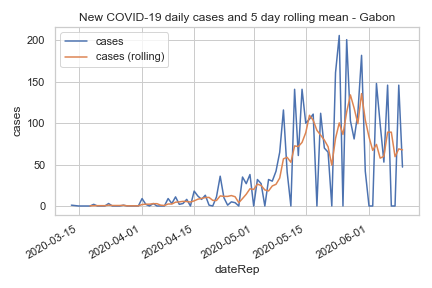 New COVID-19 daily cases and 5 day rolling mean - Gabon
cases
cases (rolling)
200
150
100
50
0
cases
2020-03-15
2020-04-01
2020-04-15
2020-05-01
2020-05-15
2020-06-01
dateRep